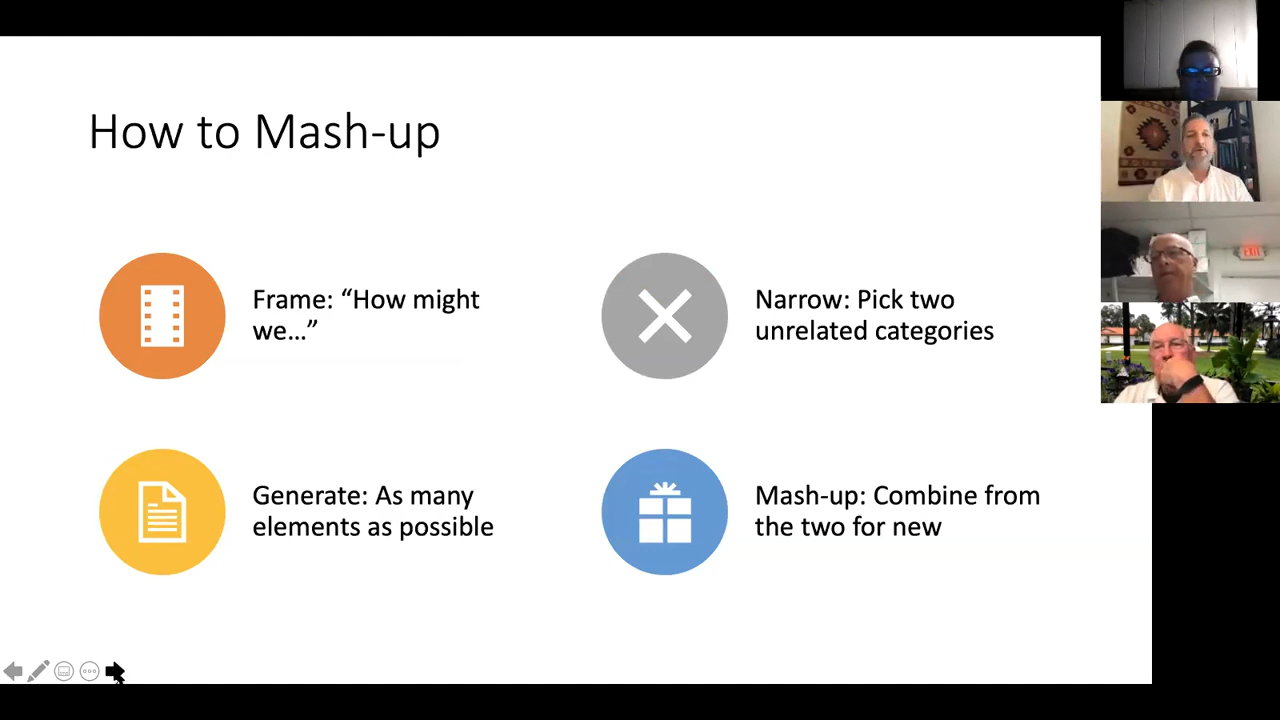 How to Mash-up
Frame: “How might
we…”
Narrow: Pick two
unrelated categories
Generate: As many
elements as possible
Mash-up: Combine from
the two for new
EXIT